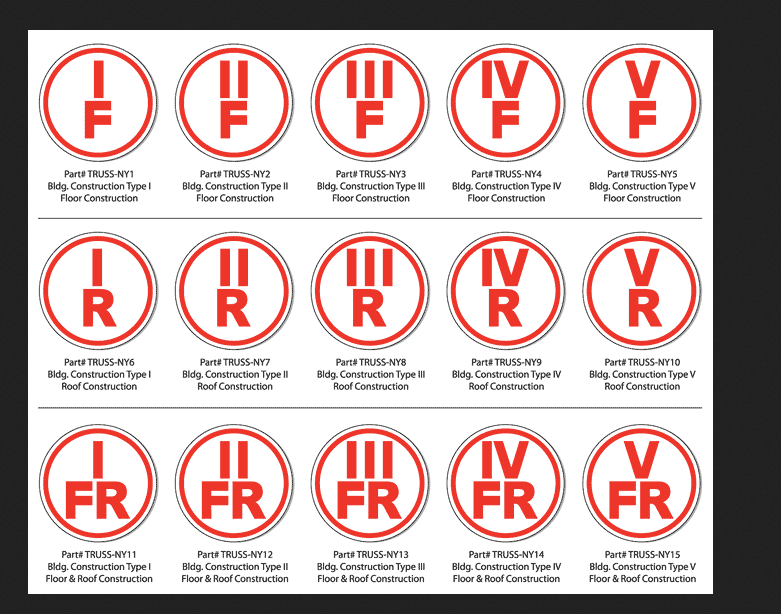 I II III IV V
F F F F F
Part# TRUSS-NY1 Part# TRUSS-NY2 Part# TRUSS-NY3 Part# TRUSS-NY4 Part# TRUSS-NY5
Bldg. Construction Type I Bldg. Construction Type II Bldg. Construction Type III Bldg. Construction Type IV Bldg. Construction Type V
Floor Construction Floor Construction Floor Construction Floor Construction Floor Construction
I II III IV V
R R R R R
Part# TRUSS-NY6 Part# TRUSS-NY7 Part# TRUSS-NY8 Part# TRUSS-NY9 Part# TRUSS-NY10
Bldg. Construction Type I Bldg. Construction Type II Bldg. Construction Type III Bldg. Construction Type IV Bldg. Construction Type V
Roof Construction Roof Construction Roof Construction Roof Construction Roof Construction
I II III IV V
FR FR FR FR FR
Part# TRUSS-NY11 Part# TRUSS-NY12 Part# TRUSS-NY13 Part# TRUSS-NY14 Part# TRUSS-NY15
Bldg. Construction Type I Bldg. Construction Type II Bldg. Construction Type III Bldg. Construction Type IV Bldg. Construction Type V
Floor & Roof Construction Floor & Roof Construction Floor & Roof Construction Floor & Roof Construction Floor & Roof Construction